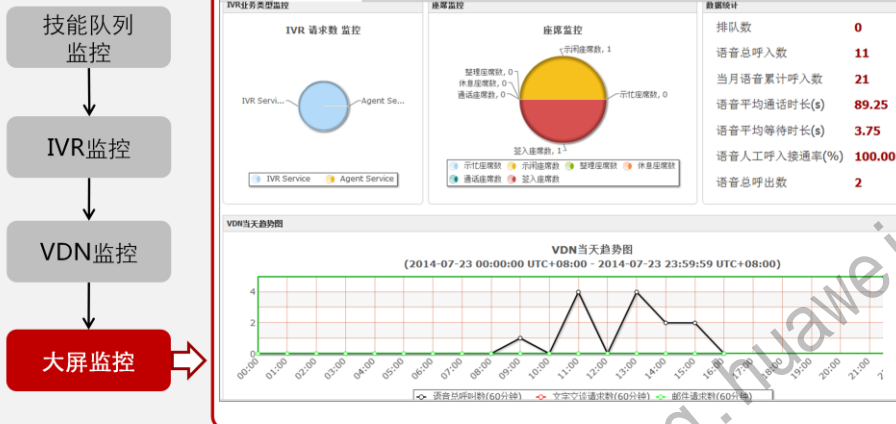 技能队列
监控
IVR监控
VDN监控
大屏监控
IVR业务类型监控
IVR 请求数 监控
IVR Servi...
Agent Se...
IVR Service
Agent Service
座席监控
座席监控
示闲座席数, 1
整理座席数, 0
休息座席数, 0
通话座席数, 0
示忙座席数, 0
签入座席数, 1
示忙座席数 示闲座席数 整理座席数 休息座席数
通话座席数 签入座席数
数据统计
排队数 0
语音总呼入数 11
当月语音累计呼入数 21
语音平均通话时长(s) 89.25
语音平均等待时长(s) 3.75
语音人工呼入接通率(%) 100.00
语音总呼出数 2
VDN当天趋势图
VDN当天趋势图
(2014-07-23 00:00:00 UTC+08:00 - 2014-07-23 23:59:59 UTC+08:00)
4
2
0
00:00 01:00 02:00 03:00 04:00 05:00 06:00 07:00 08:00 09:00 10:00 11:00 12:00 13:00 14:00 15:00 16:00 17:00 18:00 19:00 20:00 21:00
语音总呼叫数(60分钟) 文字交谈请求数(60分钟) 邮件请求数(60分钟)
g.huawei